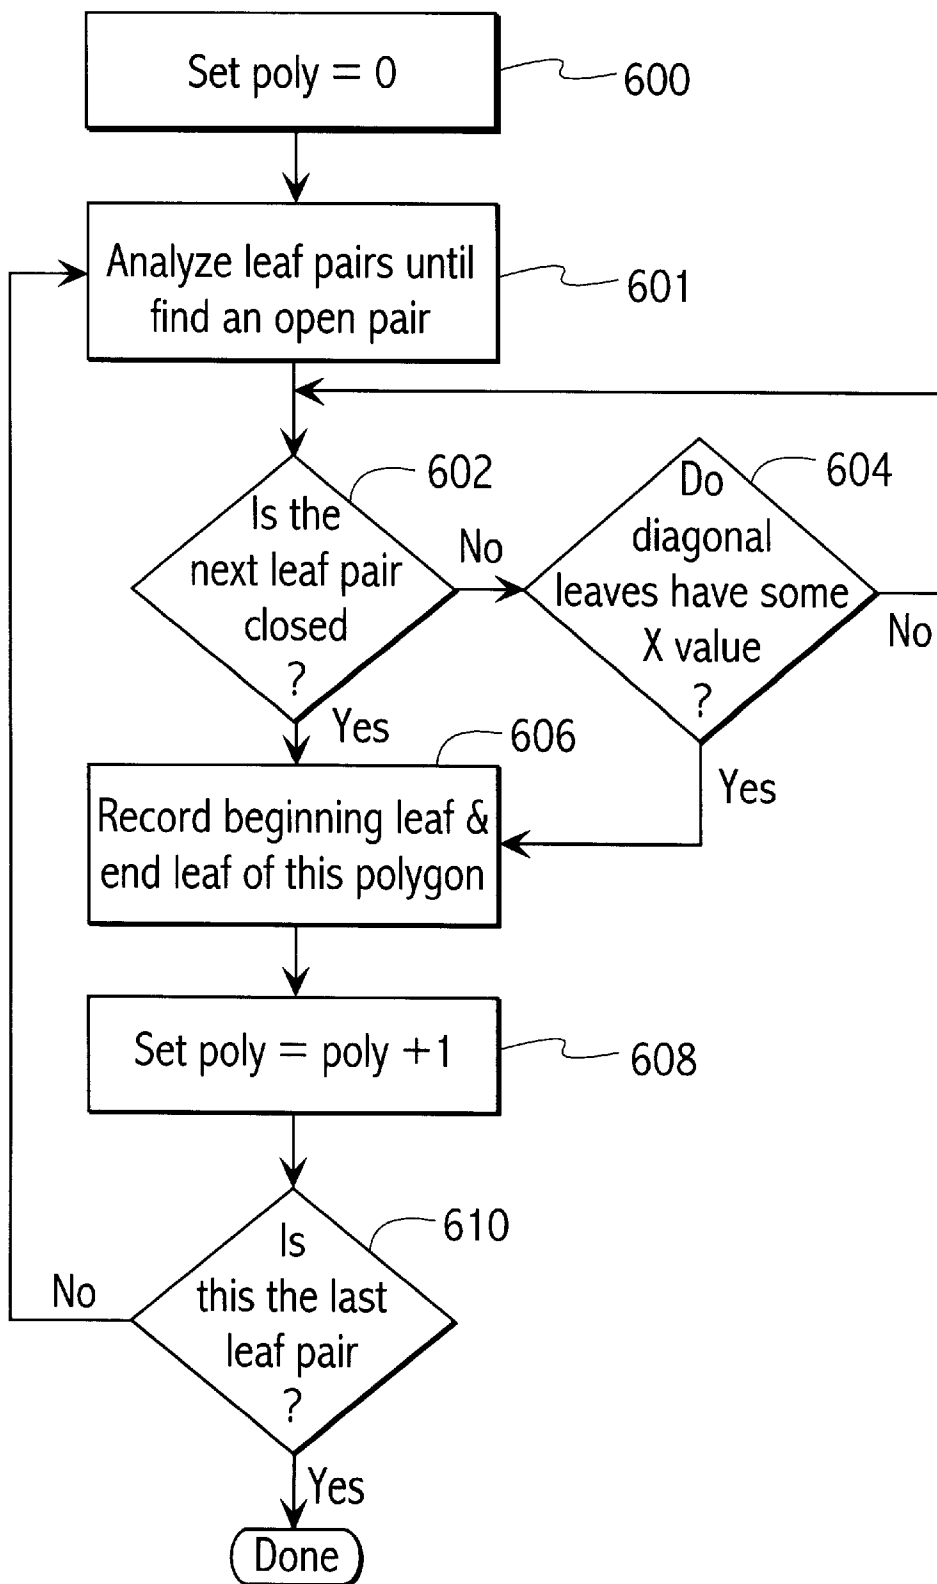 Set poly = 0
600
Analyze leaf pairs until
find an open pair
601
602
Is the
next leaf pair
closed
?
No
Yes
604
Do
diagonal
leaves have some
X value
?
No
Yes
606
Record beginning leaf &
end leaf of this polygon
Set poly = poly +1
608
610
Is
this the last
leaf pair
?
No
Yes
Done